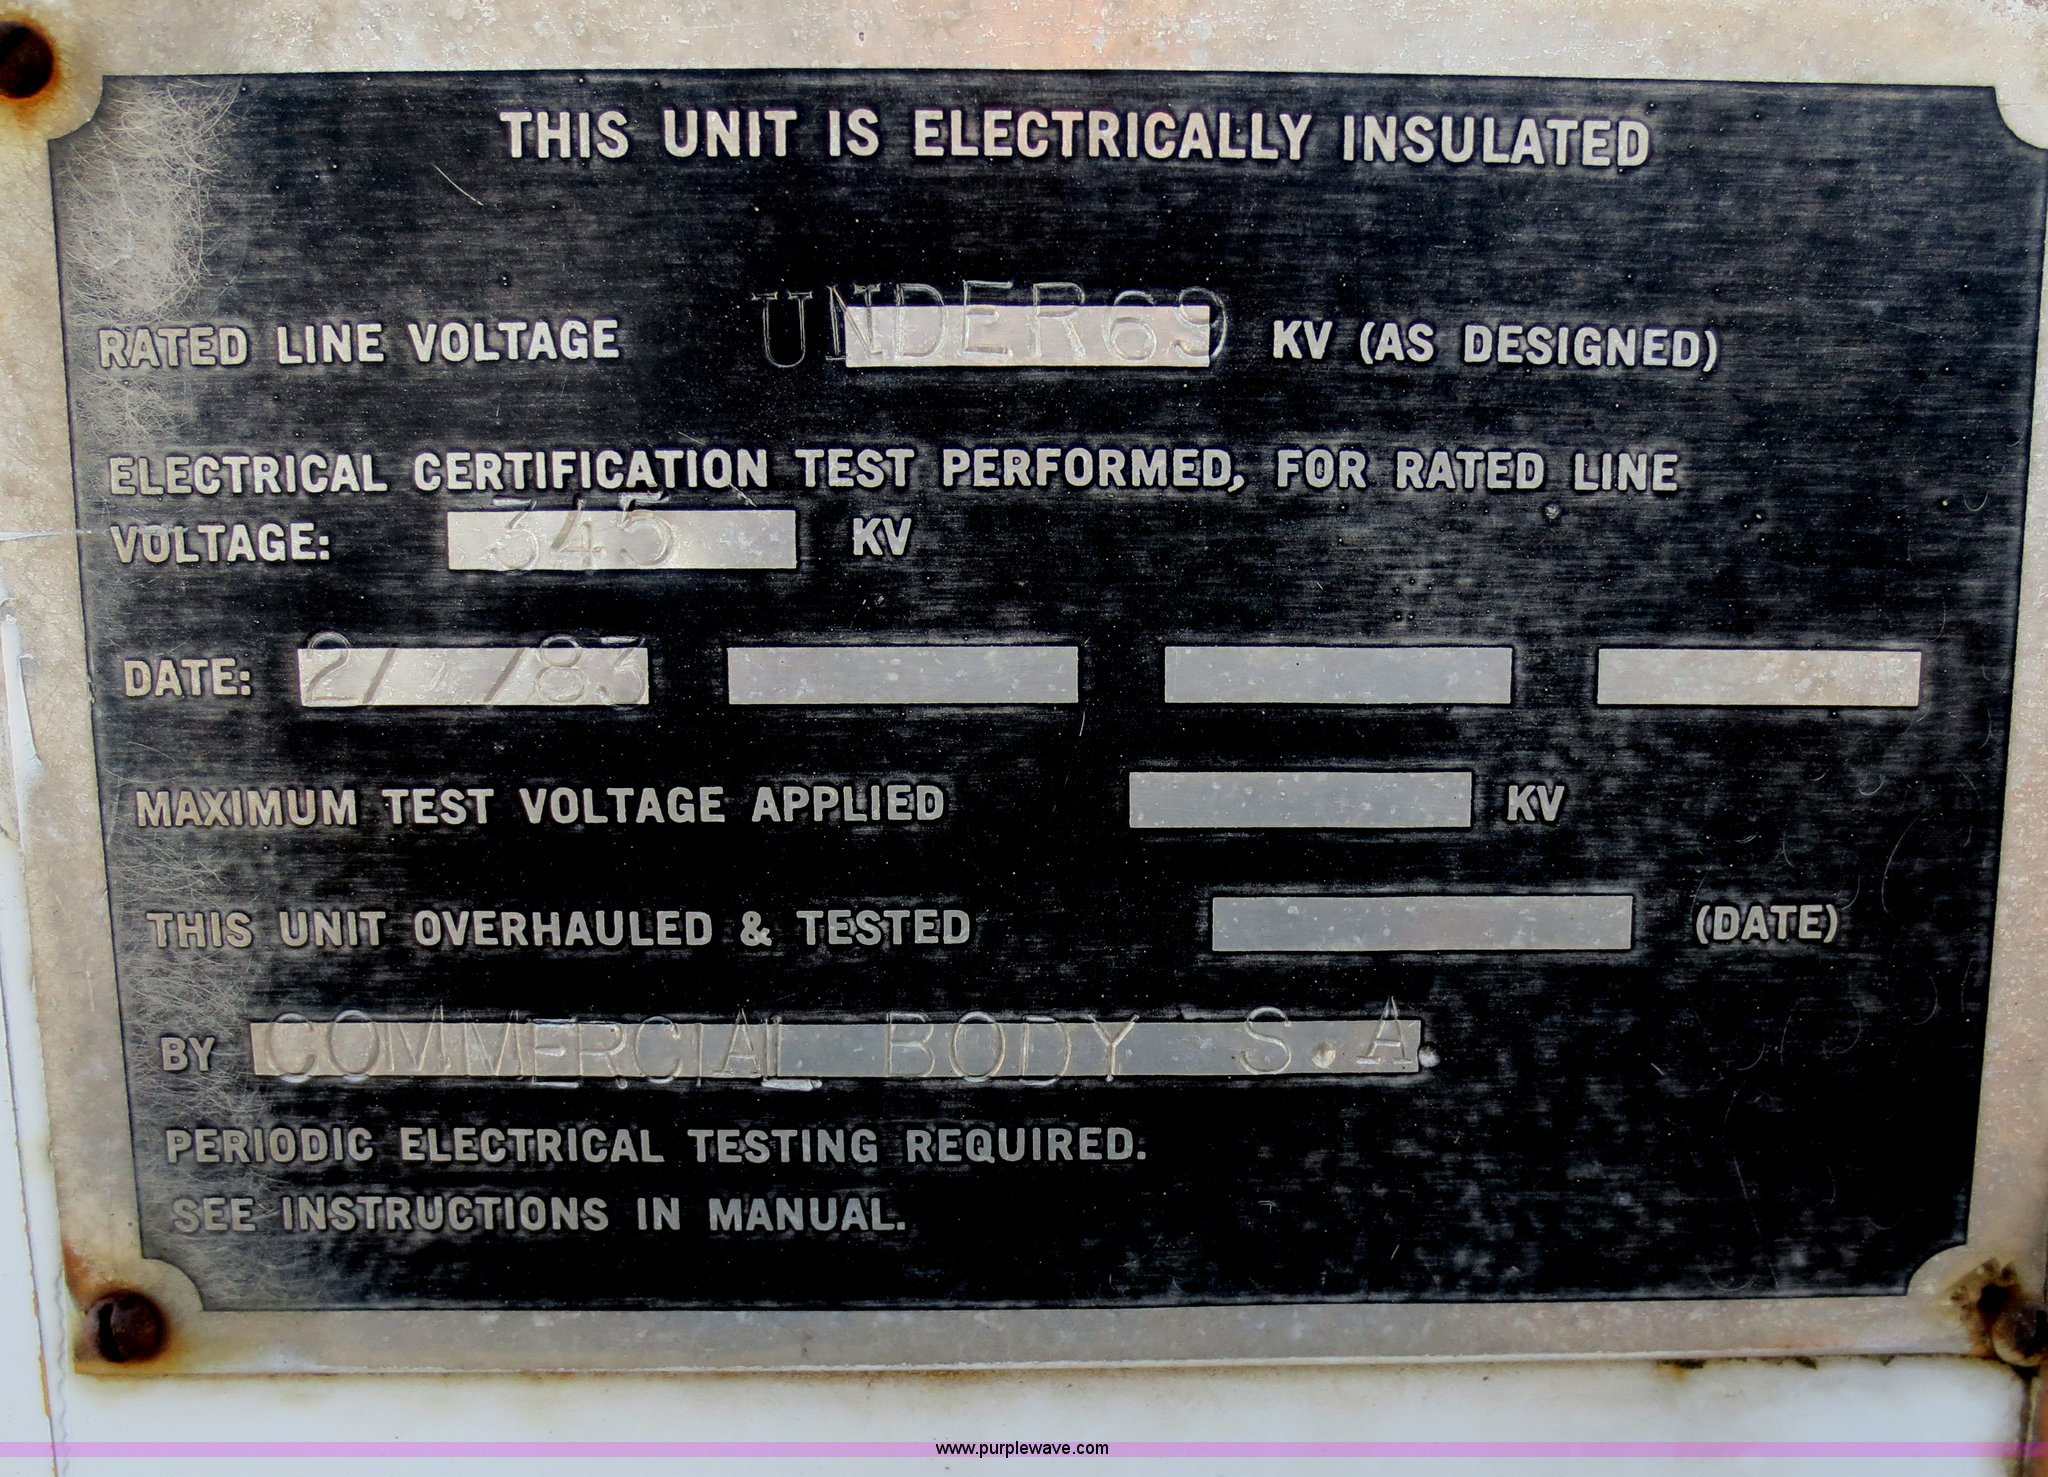 THIS UNIT IS ELECTRICALLY INSULATED
RATED LINE VOLTAGE UNDER69 KV (AS DESIGNED)
ELECTRICAL CERTIFICATION TEST PERFORMED, FOR RATED LINE
VOLTAGE: 345 KV
DATE: 2/ /83
MAXIMUM TEST VOLTAGE APPLIED KV
THIS UNIT OVERHAULED & TESTED (DATE)
BY COMMERCIAL BODY S.A.
PERIODIC ELECTRICAL TESTING REQUIRED.
SEE INSTRUCTIONS IN MANUAL.
www.purplewave.com